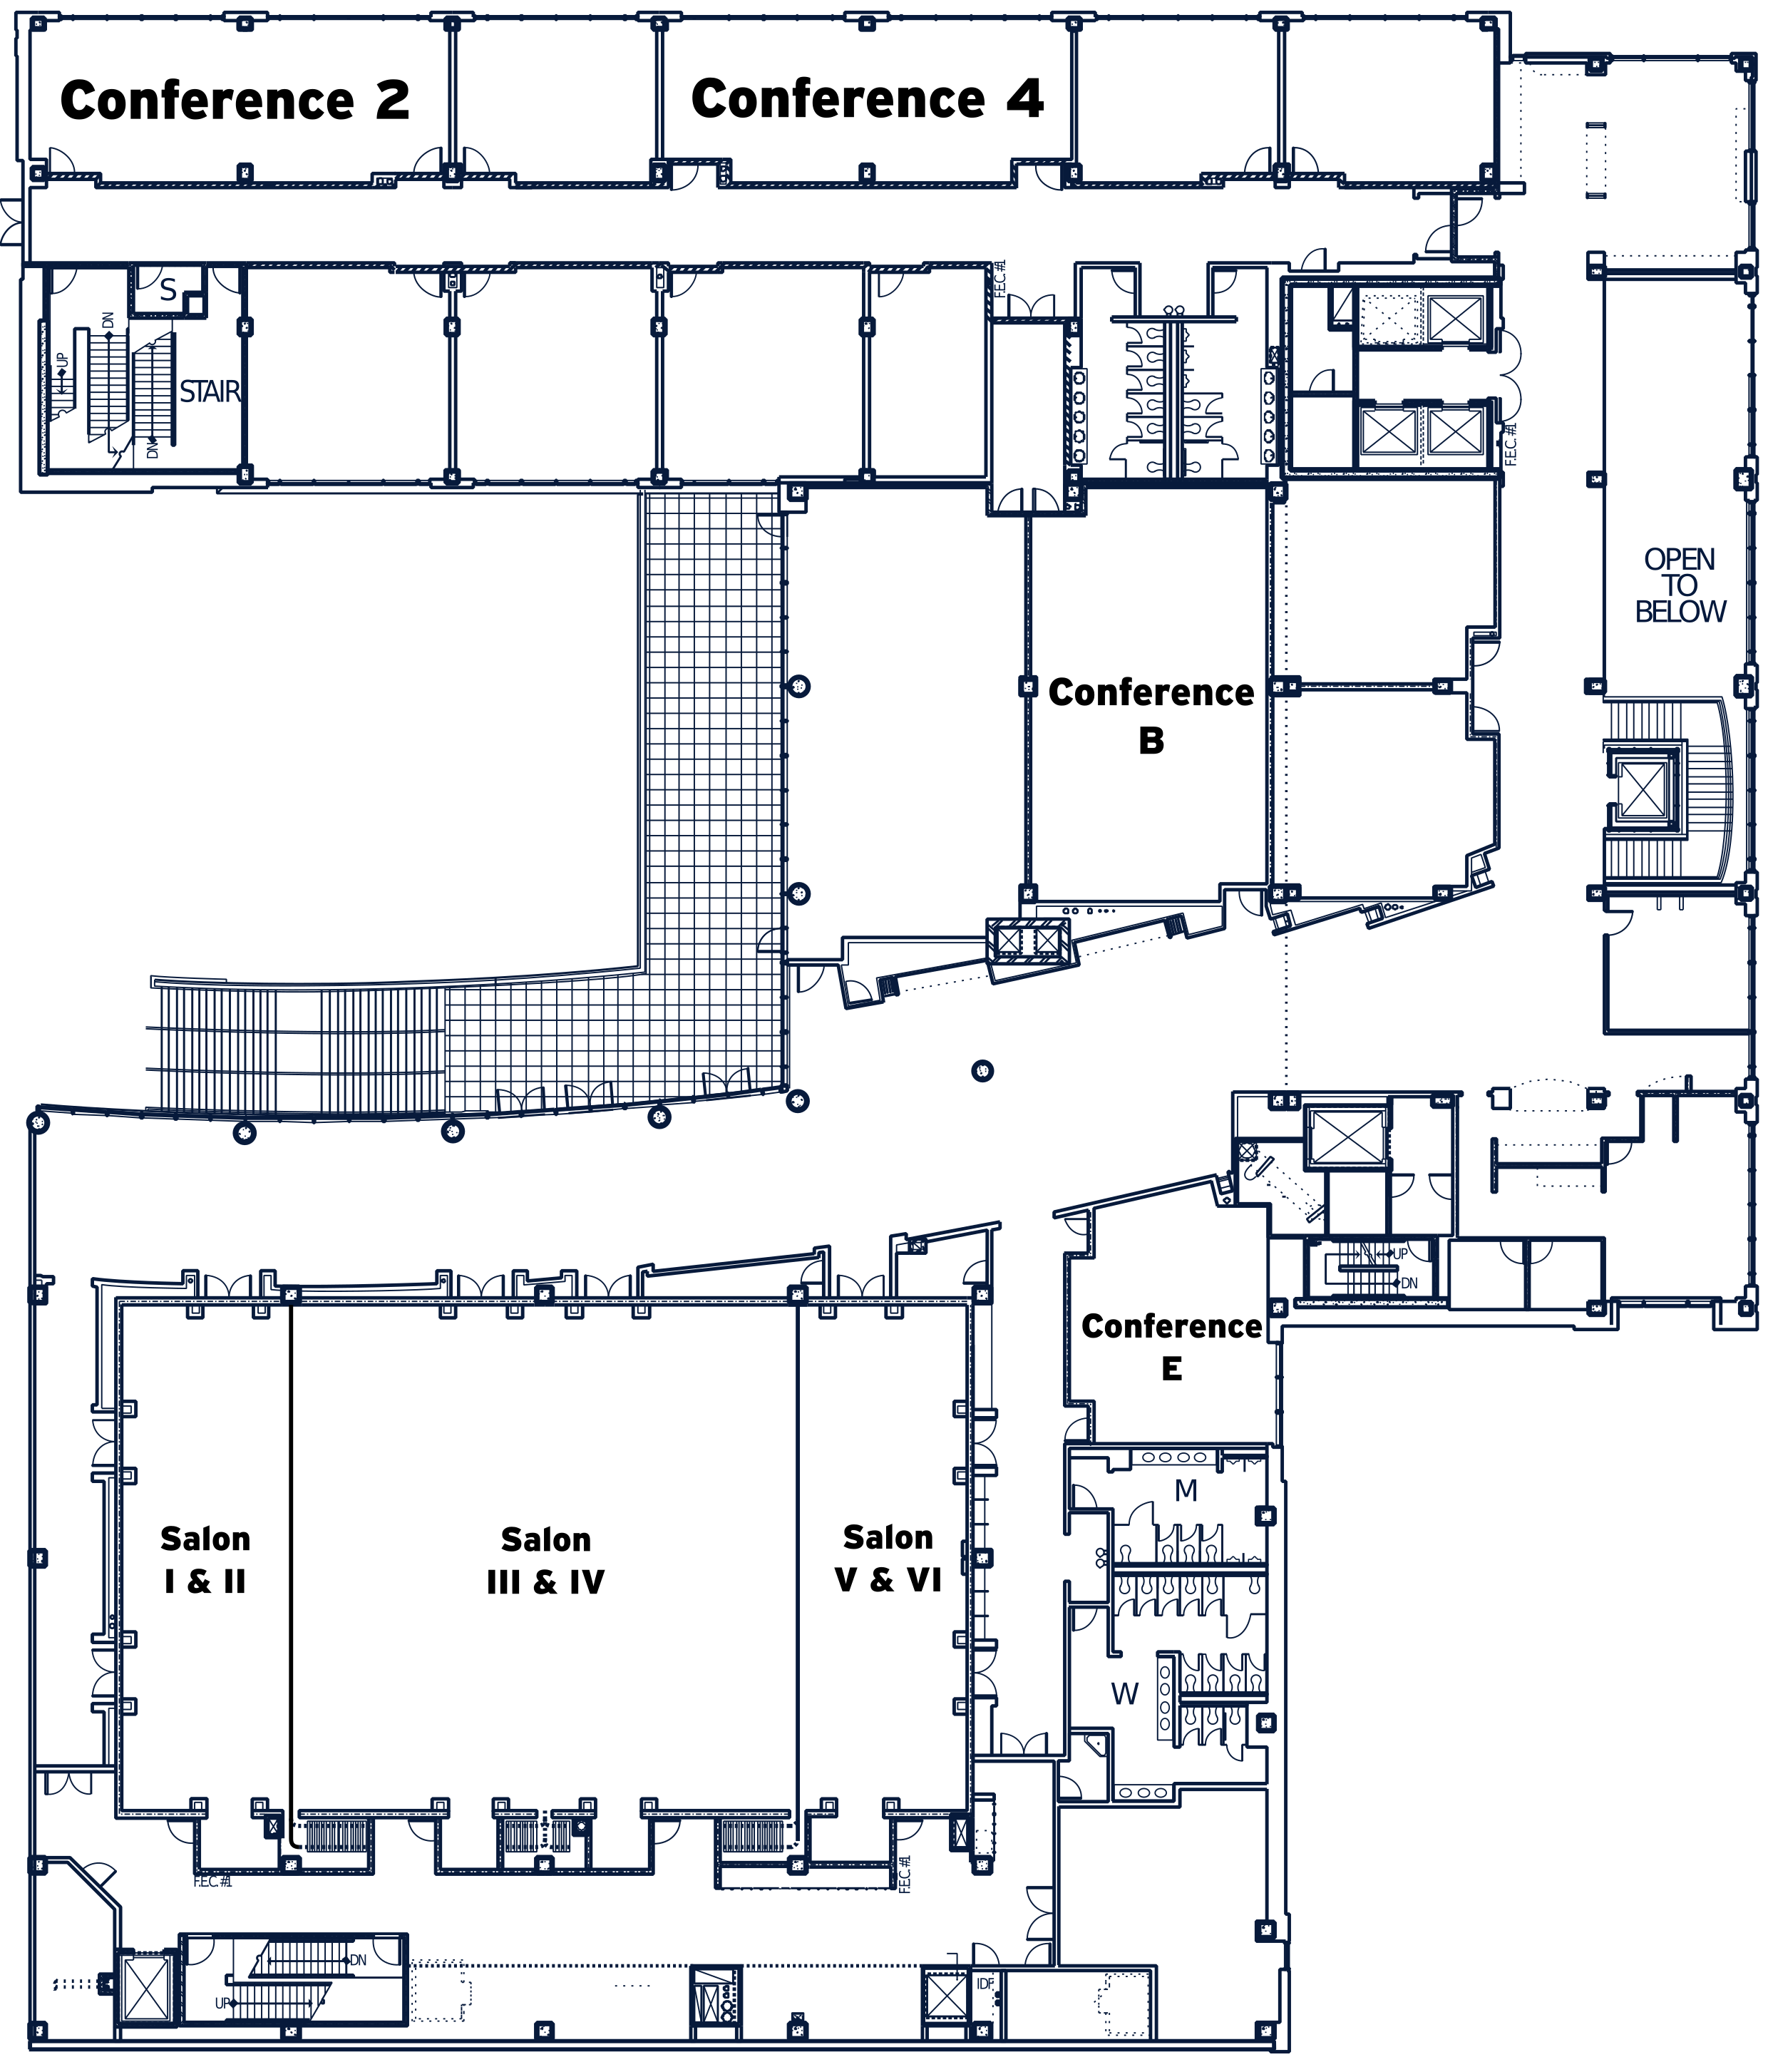 Conference 2
Conference 4
F.E.C. #1
S
DN
UP
STAIR
DN
F.E.C. #1
OPEN
TO
BELOW
Conference
B
UP
DN
Conference
E
M
Salon
I & II
Salon
III & IV
Salon
V & VI
W
F.E.C. #1
F.E.C. #1
DN
UP
IDF